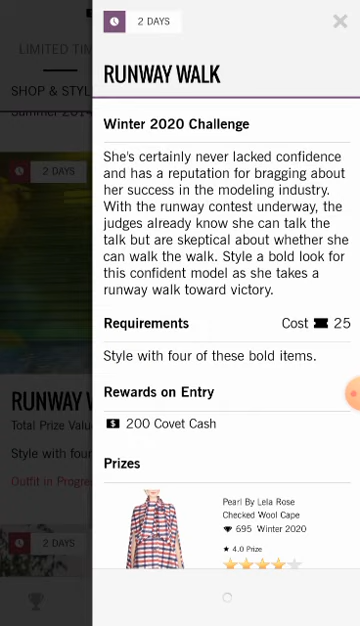 2 DAYS
RUNWAY WALK
Winter 2020 Challenge
She's certainly never lacked confidence
and has a reputation for bragging about
her success in the modeling industry.
With the runway contest underway, the
judges already know she can talk the
talk but are skeptical about whether she
can walk the walk. Style a bold look for
this confident model as she takes a
runway walk toward victory.
Requirements
Cost 25
Style with four of these bold items.
Rewards on Entry
200 Covet Cash
Prizes
Pearl By Lela Rose
Checked Wool Cape
695 Winter 2020
4.0 Prize
LIMITED TIM
SHOP & STYL
2 DAYS
RUNWAY W
Total Prize Valu
Style with four
Outfit in Progre
2 DAYS